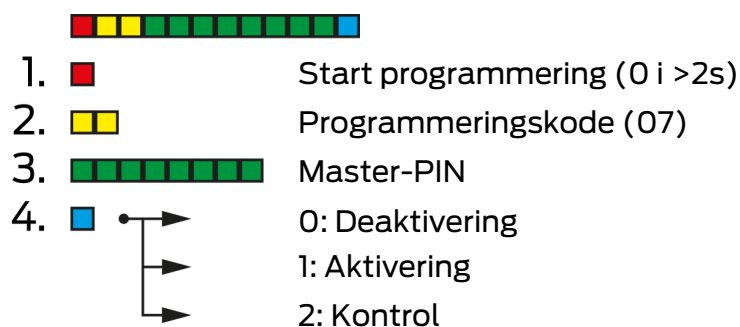 1. Start programmering (0 i >2s)
2. Programmeringskode (07)
3. Master-PIN
4. 0: Deaktivering
1: Aktivering
2: Kontrol